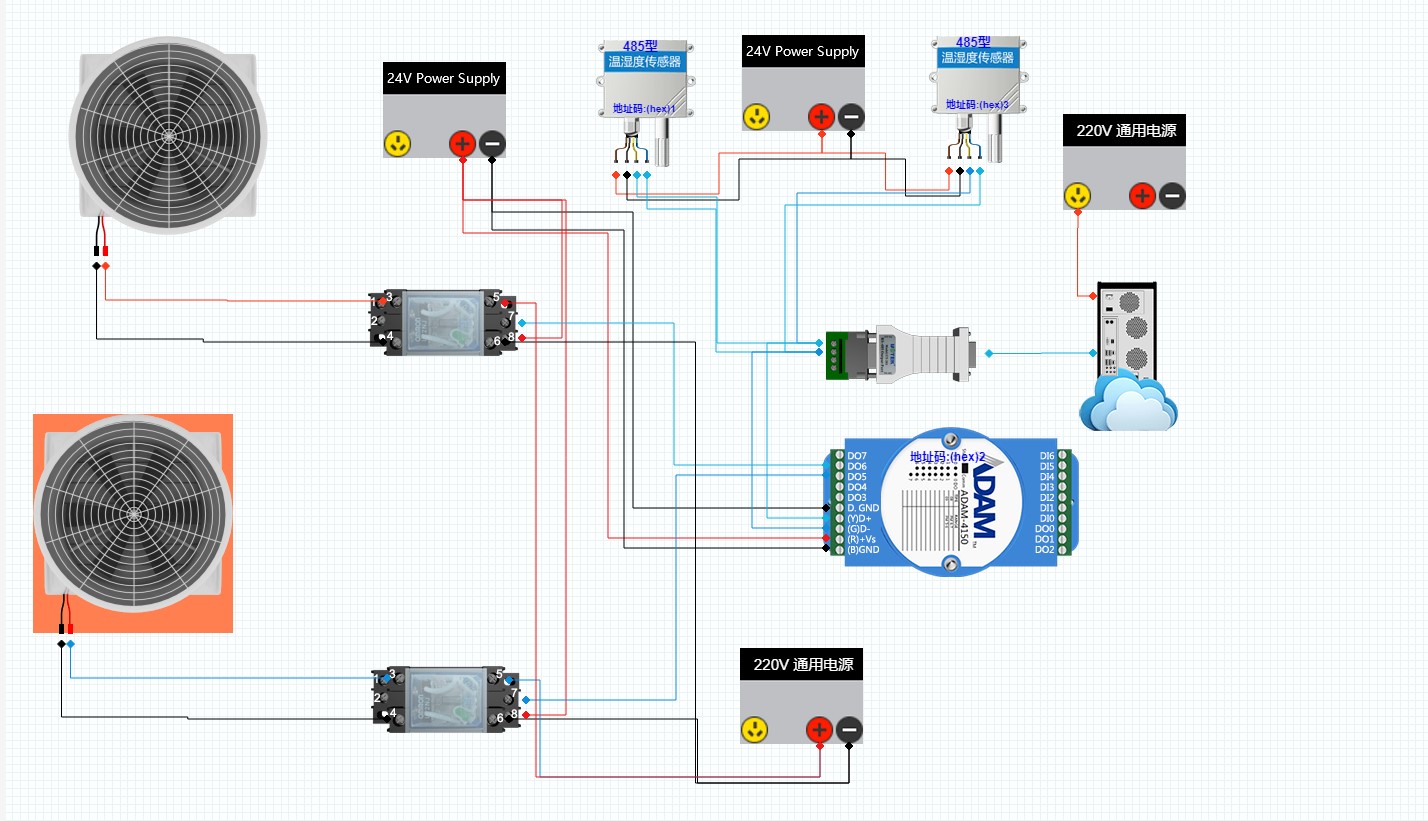 24V Power Supply
485型
温湿度传感器
地址码:(hex)1
24V Power Supply
485型
温湿度传感器
地址码:(hex)3
220V 通用电源
1
3
5
2
7
4
6
8
DO7
DO6
DO5
DO4
DO3
D. GND
(Y)D+
(G)D-
(R)+Vs
(B)GND
地址码:(hex)2
ADAM
ADAM-4150
DI6
DI5
DI4
DI3
DI2
DI1
DI0
DO0
DO1
DO2
1
3
5
2
7
4
6
8
220V 通用电源